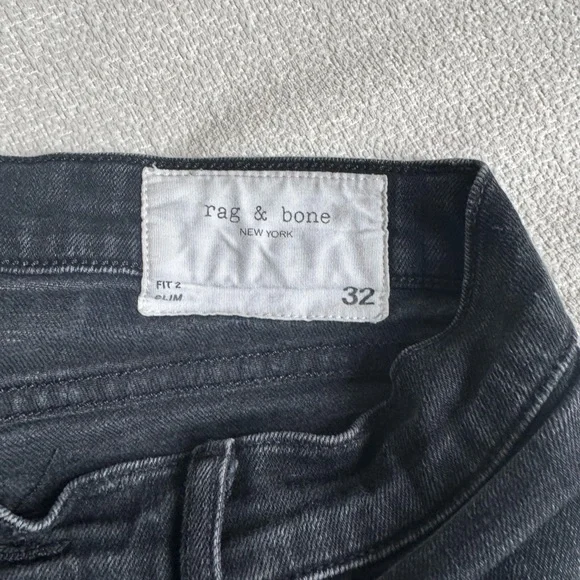 rag & bone
NEW YORK
FIT 2
SLIM
32